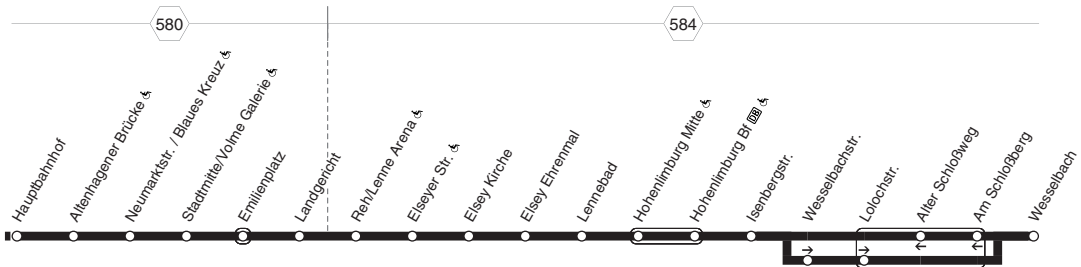 580
584
Hauptbahnhof
Altenhagener Brücke
Neumarktstr. / Blaues Kreuz
Stadtmitte/Volme Galerie
Emilienplatz
Landgericht
Reh/Lenne Arena
Elseyer Str.
Elsey Kirche
Elsey Ehrenmal
Lennebad
Hohenlimburg Mitte
Hohenlimburg Bf DB
Isenbergstr.
Wesselbachstr.
Lolochstr.
Alter Schloßweg
Am Schloßberg
Wesselbach